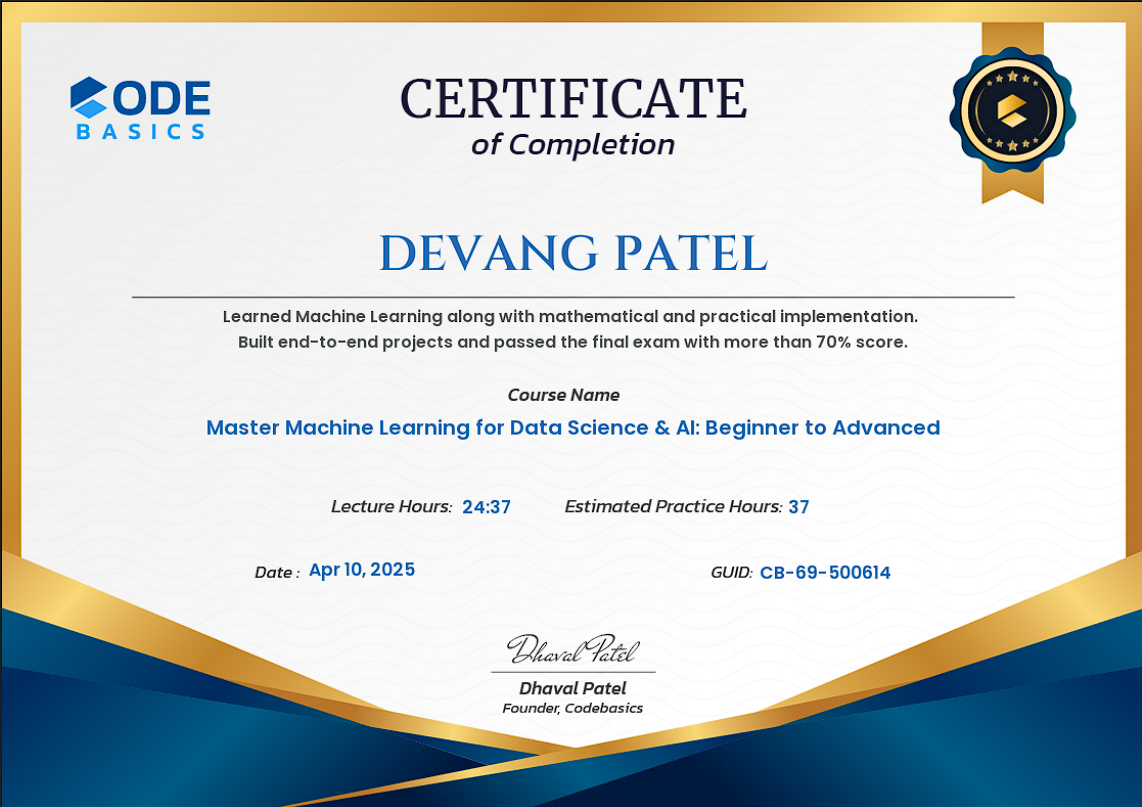 CODE
BASICS
CERTIFICATE
of Completion
DEVANG PATEL
Learned Machine Learning along with mathematical and practical implementation.
Built end-to-end projects and passed the final exam with more than 70% score.
Course Name
Master Machine Learning for Data Science & AI: Beginner to Advanced
Lecture Hours: 24:37 Estimated Practice Hours: 37
Date : Apr 10, 2025 GUID: CB-69-500614
Dhaval Patel
Dhaval Patel
Founder, Codebasics